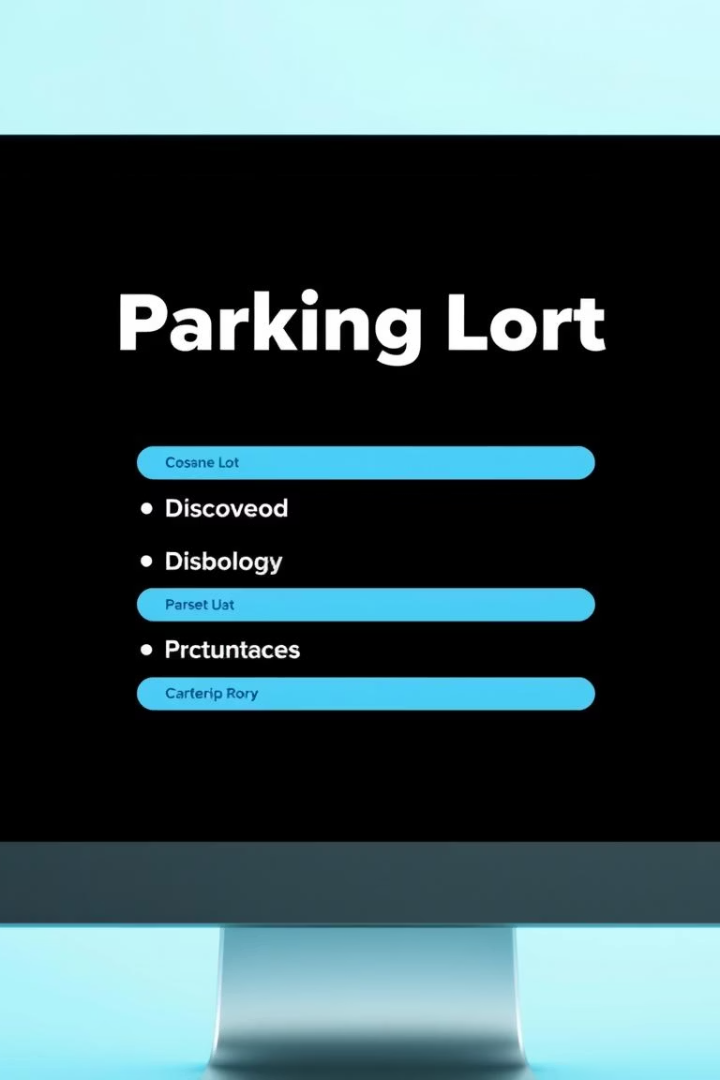 Parking Lort
Cosane Lot
Discoveod
Disbology
Parset Uat
Prctuntaces
Carferip Rory